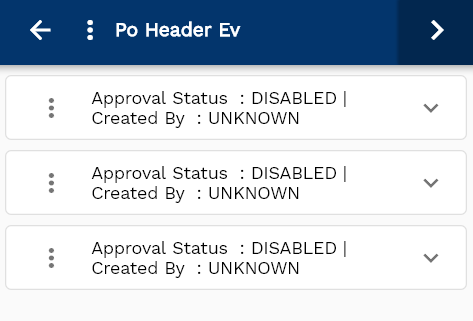 Po Header Ev
Approval Status : DISABLED |
Created By : UNKNOWN
Approval Status : DISABLED |
Created By : UNKNOWN
Approval Status : DISABLED |
Created By : UNKNOWN